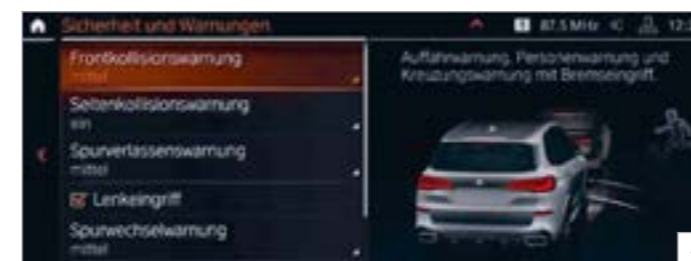 Sicherheit und Warnungen
87.5 MHz
Frontkollisionswarnung
mittel
Seitenkollisionswarnung
ein
Spurverlassenswarnung
mittel
Lenkeingriff
Spurwechselwarnung
mittel
Auffahrwarnung, Personenwarnung und
Kreuzungswarnung mit Bremseingriff.